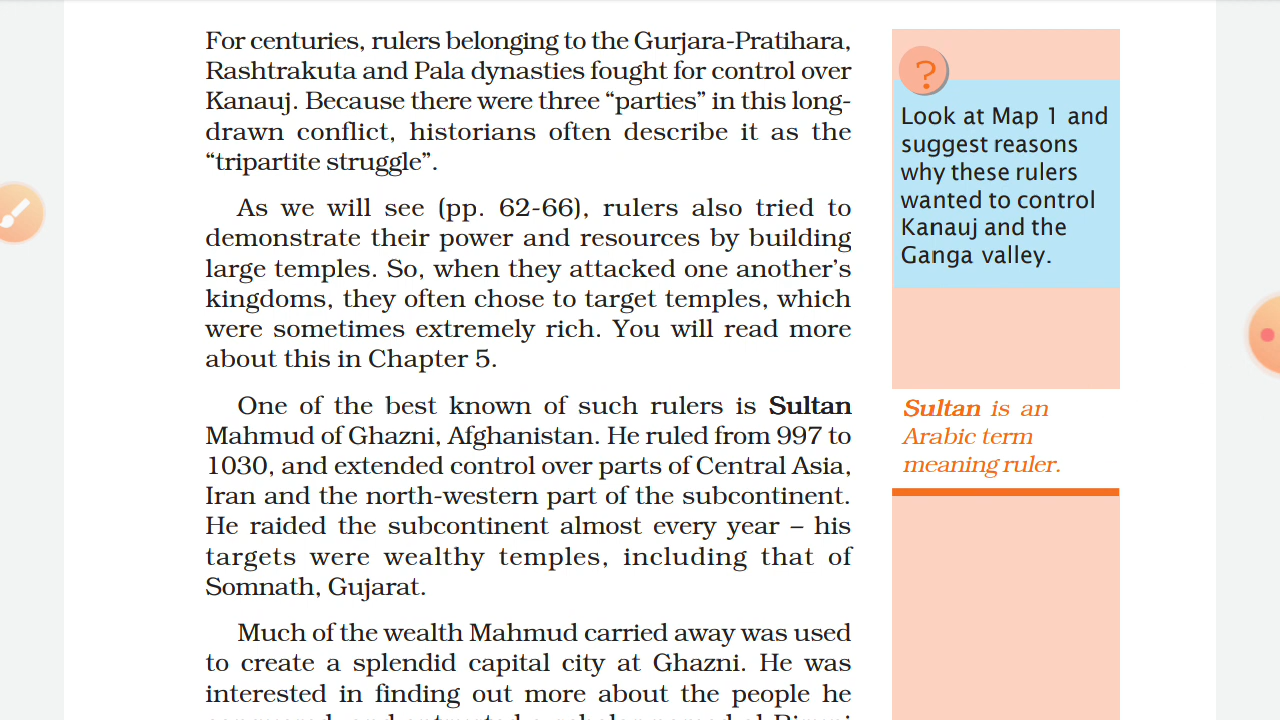 For centuries, rulers belonging to the Gurjara-Pratihara,
Rashtrakuta and Pala dynasties fought for control over
Kanauj. Because there were three “parties” in this long-
drawn conflict, historians often describe it as the
“tripartite struggle”.
As we will see (pp. 62-66), rulers also tried to
demonstrate their power and resources by building
large temples. So, when they attacked one another’s
kingdoms, they often chose to target temples, which
were sometimes extremely rich. You will read more
about this in Chapter 5.
One of the best known of such rulers is Sultan
Mahmud of Ghazni, Afghanistan. He ruled from 997 to
1030, and extended control over parts of Central Asia,
Iran and the north-western part of the subcontinent.
He raided the subcontinent almost every year – his
targets were wealthy temples, including that of
Somnath, Gujarat.
Much of the wealth Mahmud carried away was used
to create a splendid capital city at Ghazni. He was
interested in finding out more about the people he
?
Look at Map 1 and
suggest reasons
why these rulers
wanted to control
Kanauj and the
Ganga valley.
Sultan is an
Arabic term
meaning ruler.